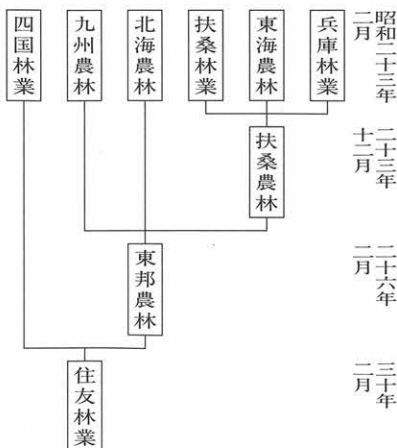 昭和二十三年
二月
兵庫林業
東海農林
扶桑林業
北海農林
九州農林
四国林業
二十三年
十二月
扶桑農林
二十六年
二月
東邦農林
三十年
二月
住友林業